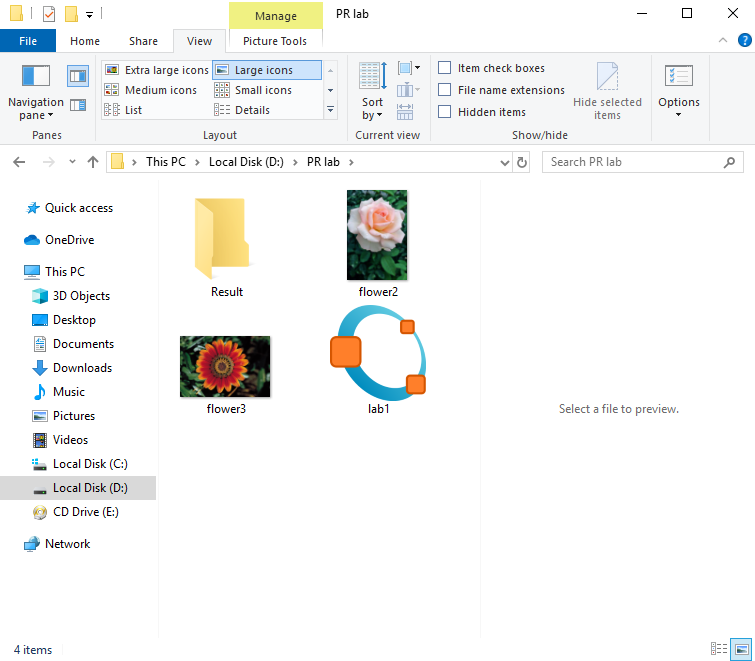 Manage
PR lab
File
Home
Share
View
Picture Tools
Navigation pane
Extra large icons
Large icons
Medium icons
Small icons
List
Details
Sort by
Item check boxes
File name extensions
Hidden items
Hide selected items
Options
Panes
Layout
Current view
Show/hide
This PC > Local Disk (D:) > PR lab >
Search PR lab
Quick access
OneDrive
This PC
3D Objects
Desktop
Documents
Downloads
Music
Pictures
Videos
Local Disk (C:)
Local Disk (D:)
CD Drive (E:)
Network
Result
flower2
flower3
lab1
Select a file to preview.
4 items